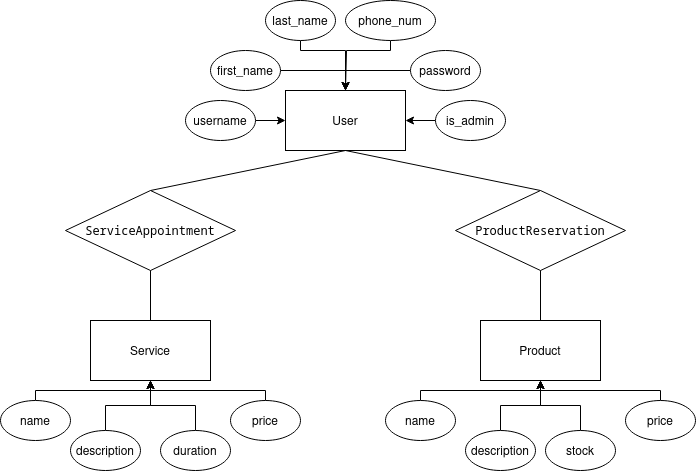 last_name
phone_num
first_name
password
username
User
is_admin
ServiceAppointment
ProductReservation
Service
Product
name
price
name
price
description
duration
description
stock